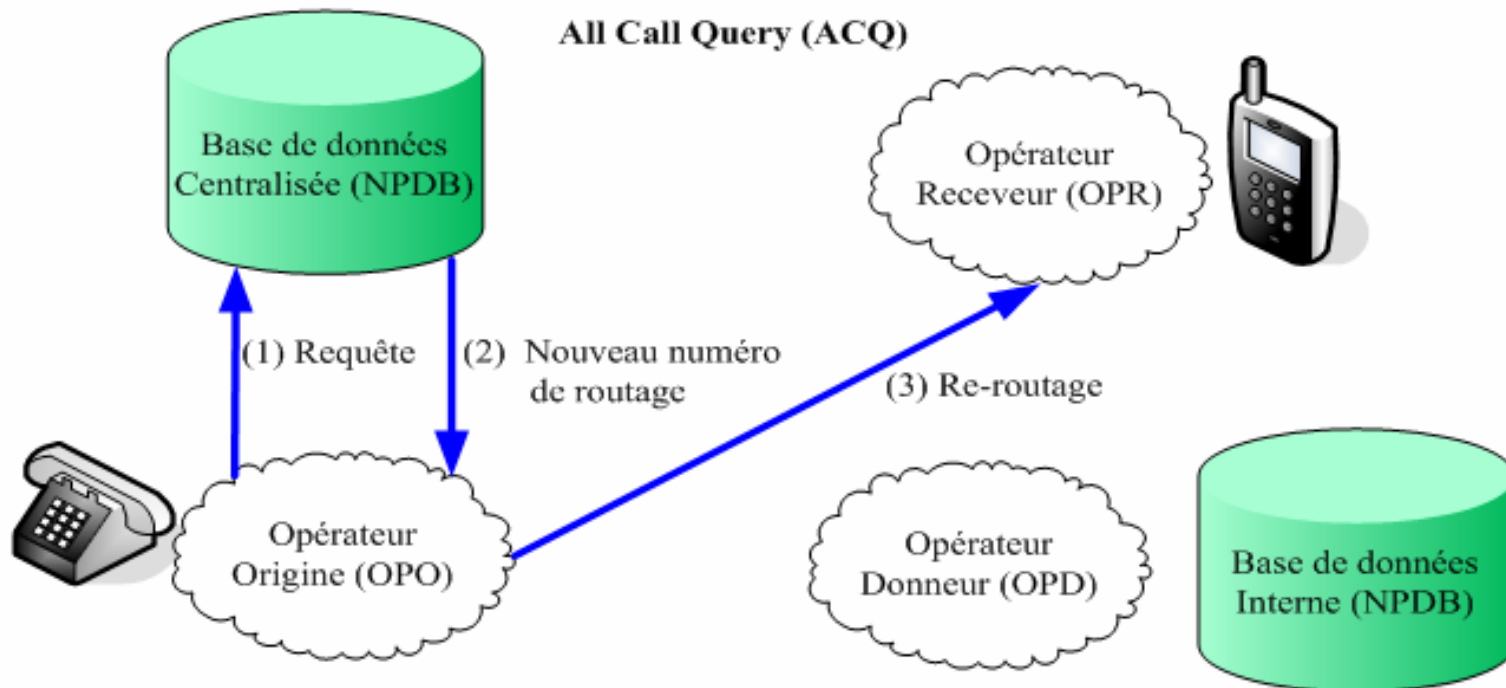 All Call Query (ACQ)
Base de données
Centralisée (NPDB)
Opérateur
Receveur (OPR)
(1) Requête
(2) Nouveau numéro
de routage
(3) Re-routage
Opérateur
Origine (OPO)
Opérateur
Donneur (OPD)
Base de données
Interne (NPDB)